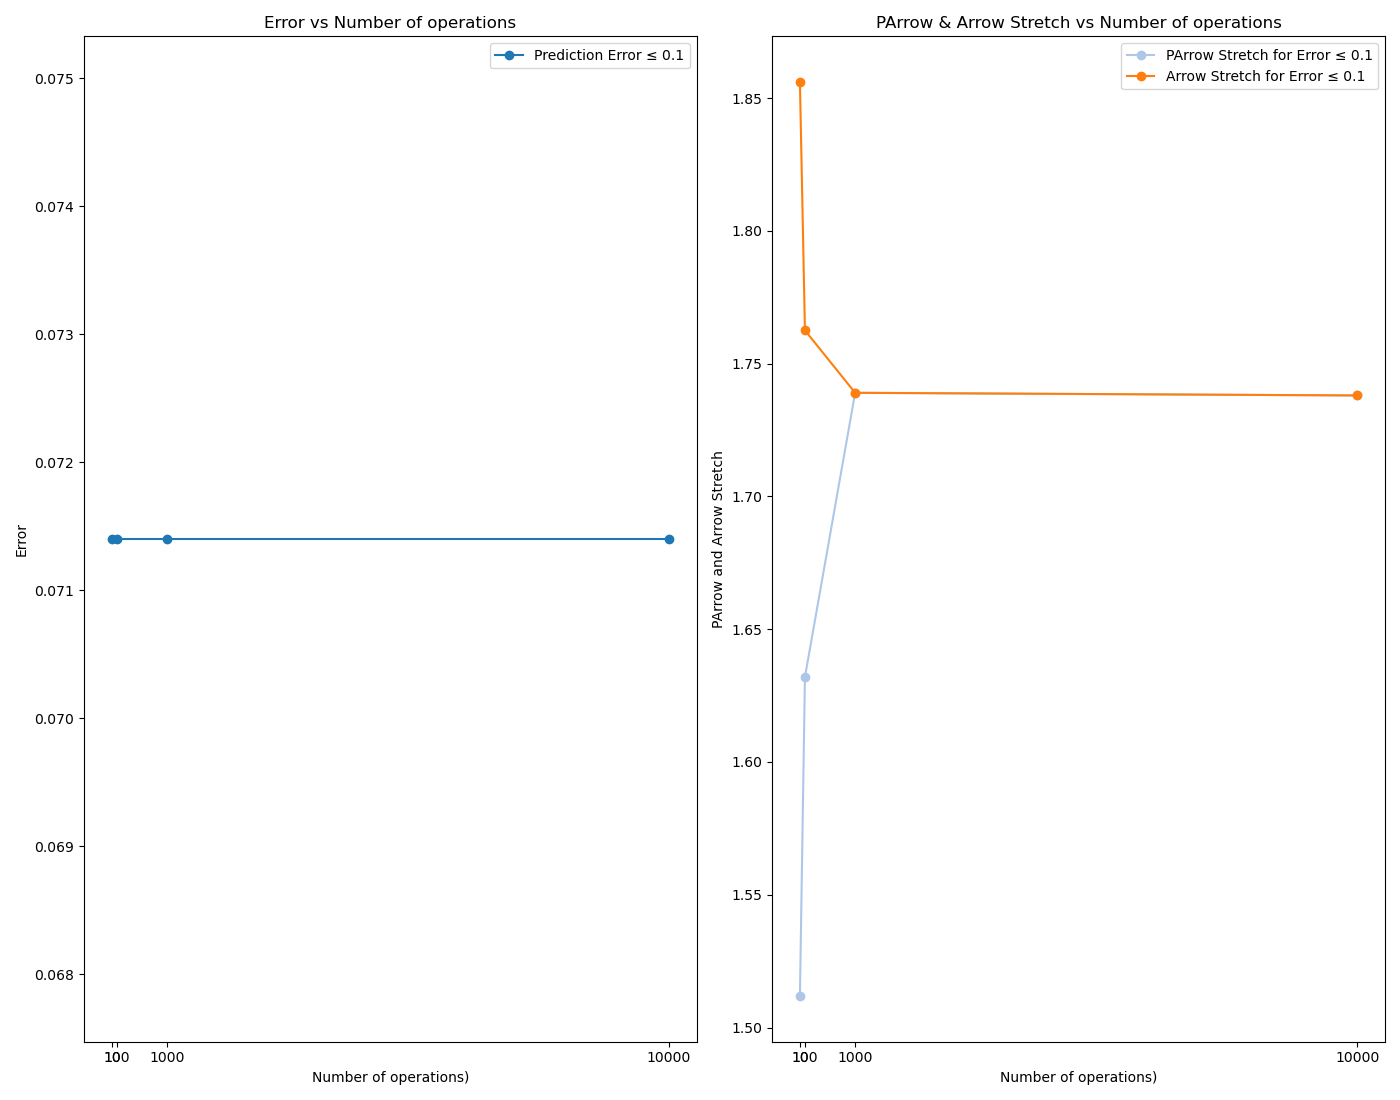 Error vs Number of operations
Prediction Error ≤ 0.1
0.075
0.074
0.073
0.072
0.071
0.070
0.069
0.068
Error
10 100 1000 10000
Number of operations)
PArrow & Arrow Stretch vs Number of operations
PArrow Stretch for Error ≤ 0.1
Arrow Stretch for Error ≤ 0.1
1.85
1.80
1.75
1.70
1.65
1.60
1.55
1.50
PArrow and Arrow Stretch
10 100 1000 10000
Number of operations)